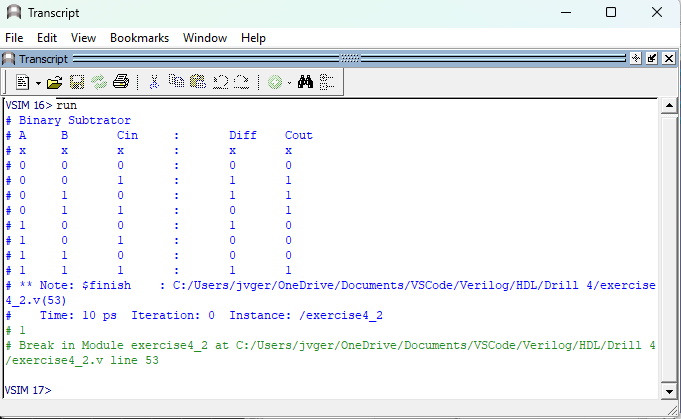 Transcript
File Edit View Bookmarks Window Help
Transcript
VSIM 16> run
# Binary Subtrator
# A B Cin : Diff Cout
# x x x : x x
# 0 0 0 : 0 0
# 0 0 1 : 1 1
# 0 1 0 : 1 1
# 0 1 1 : 0 1
# 1 0 0 : 1 0
# 1 0 1 : 0 0
# 1 1 0 : 0 0
# 1 1 1 : 1 1
# ** Note: $finish : C:/Users/jvger/OneDrive/Documents/VSCode/Verilog/HDL/Drill 4/exercise
4_2.v(53)
# Time: 10 ps Iteration: 0 Instance: /exercise4_2
# 1
# Break in Module exercise4_2 at C:/Users/jvger/OneDrive/Documents/VSCode/Verilog/HDL/Drill 4
/exercise4_2.v line 53
VSIM 17>